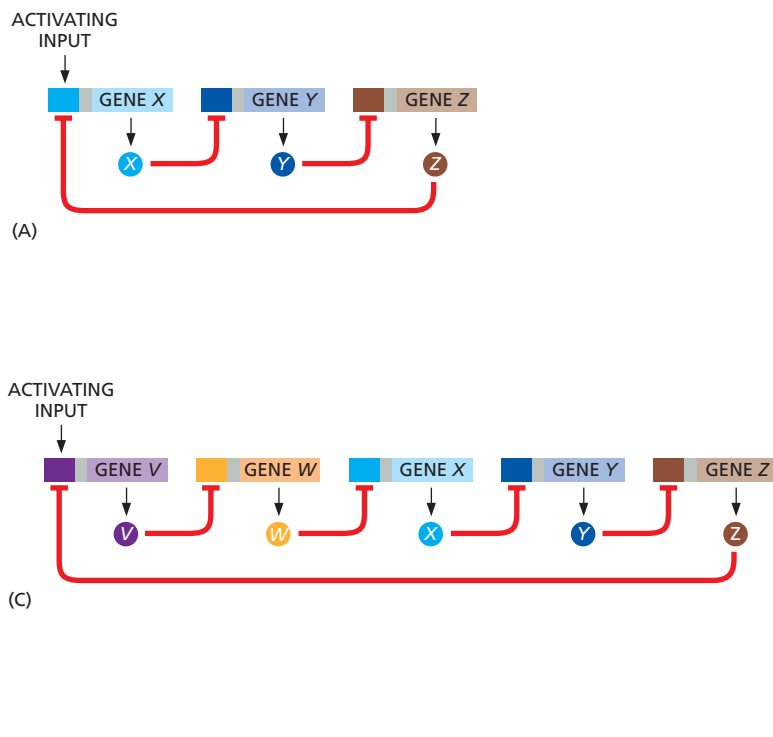 ACTIVATING
INPUT
GENE X GENE Y GENE Z
X Y Z
(A)
ACTIVATING
INPUT
GENE V GENE W GENE X GENE Y GENE Z
V W X Y Z
(C)